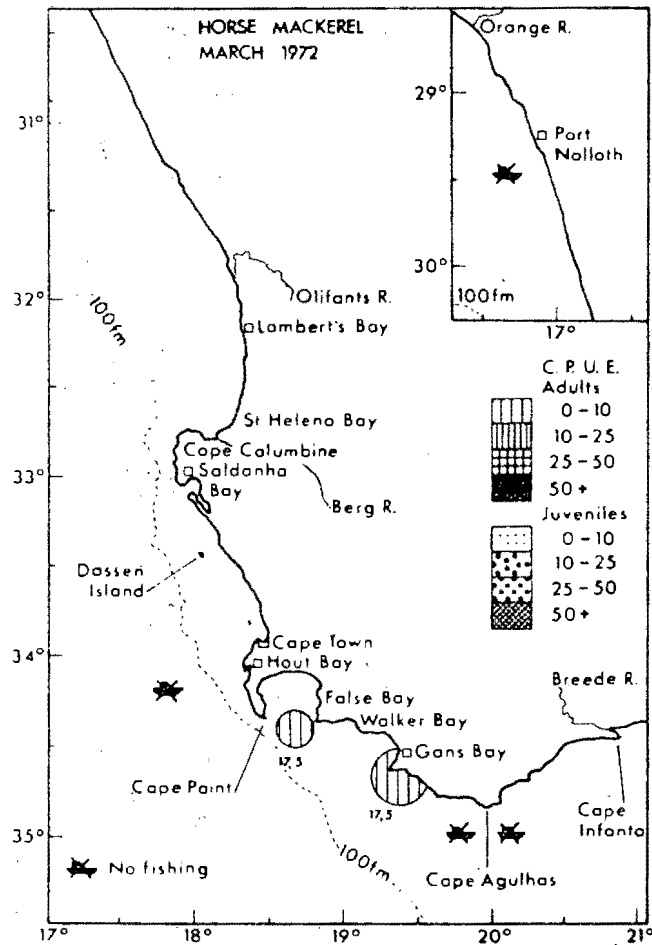 HORSE MACKEREL
MARCH 1972
Orange R.
29°
Port
Nolloth
30°
100fm
17°
31°
32°
33°
34°
35°
100fm
Olifants R.
Lambert's Bay
St Heleno Bay
Cape Calumbine
Saldanha
Bay
Berg R.
Dassen
Island
Cape Town
Hout Bay
False Bay
Walker Bay
Gans Bay
Breede R.
Cape Point
17,5
17,5
Cape
Infanta
Cape Agulhas
100fm
No fishing
C. P. U. E.
Adults
0-10
10-25
25-50
50+
Juveniles
0-10
10-25
25-50
50+
17°
18°
19°
20°
21°